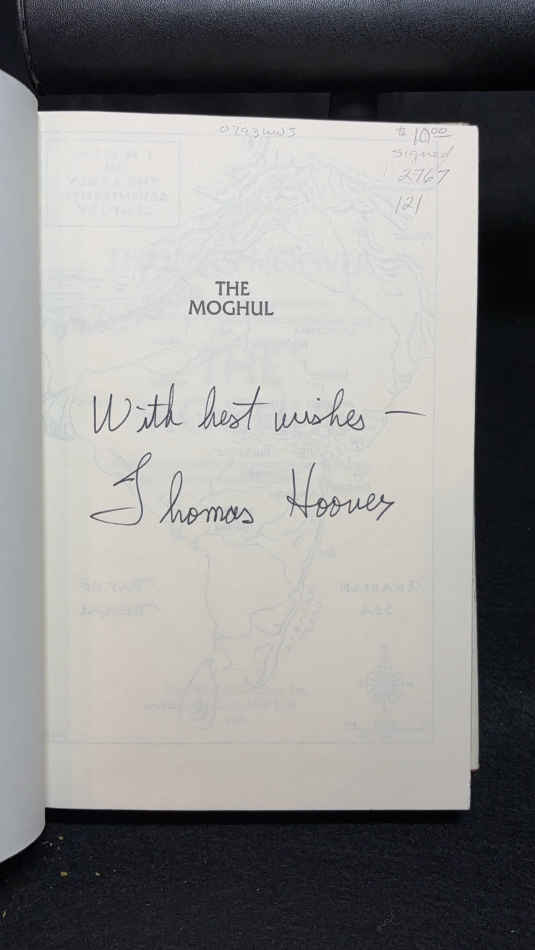 $10.00
signed
2767
121
THE
MOGHUL
With best wishes —
Thomas Hoover